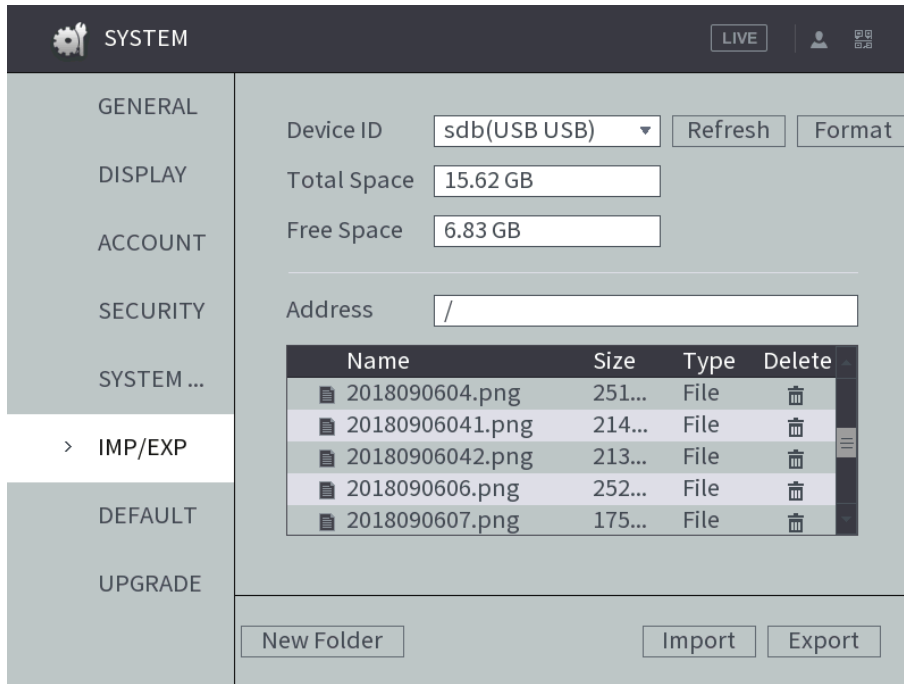 SYSTEM LIVE
GENERAL
DISPLAY
ACCOUNT
SECURITY
SYSTEM ...
> IMP/EXP
DEFAULT
UPGRADE
Device ID sdb(USB USB) Refresh Format
Total Space 15.62 GB
Free Space 6.83 GB
Address /
Name Size Type Delete
2018090604.png 251... File
20180906041.png 214... File
20180906042.png 213... File
2018090606.png 252... File
2018090607.png 175... File
New Folder Import Export